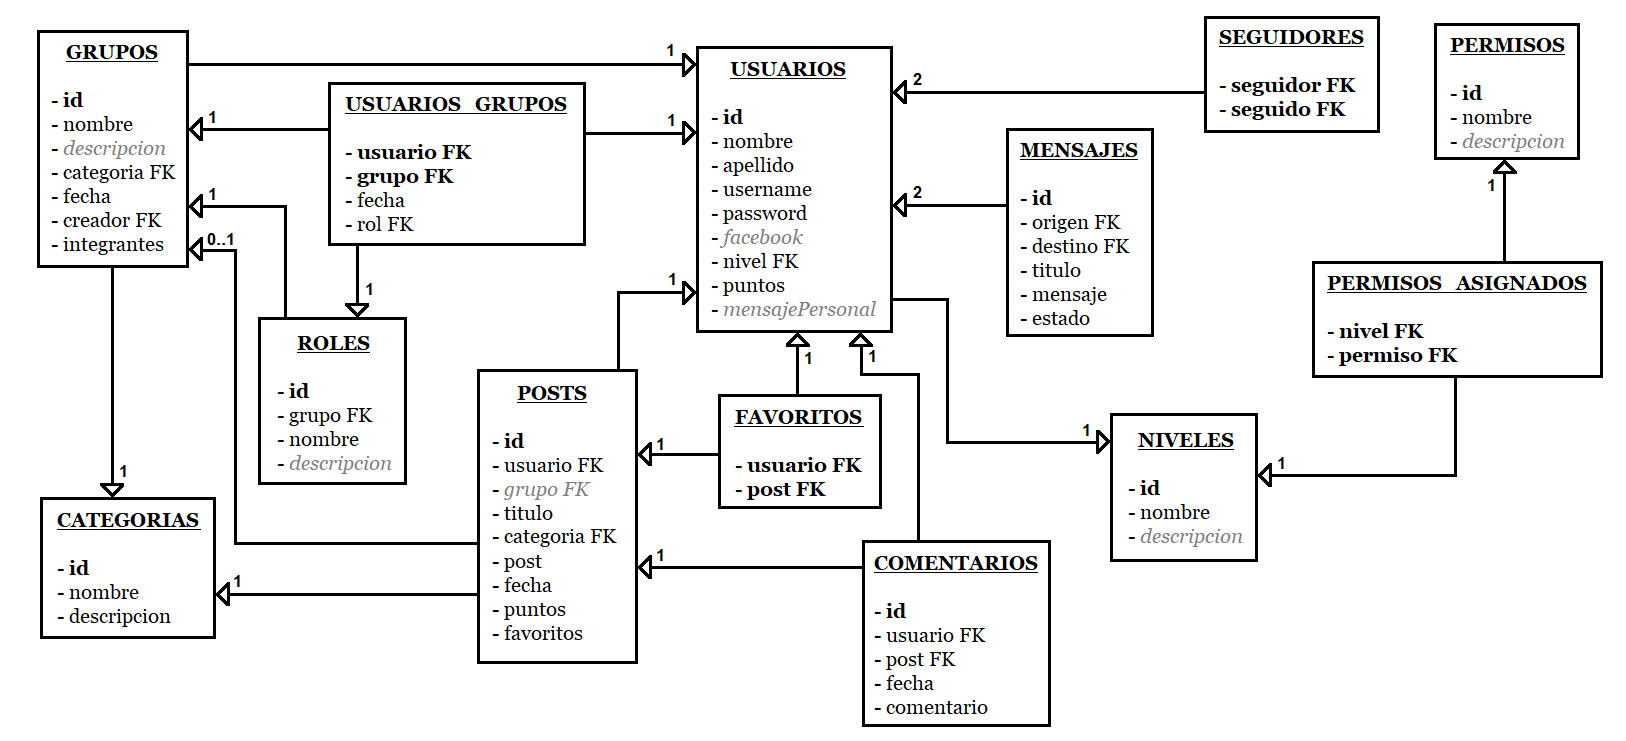 GRUPOS
- id
- nombre
- descripcion
- categoria FK
- fecha
- creador FK
- integrantes
1
USUARIOS_GRUPOS
- usuario FK
- grupo FK
- fecha
- rol FK
1
1
1
0..1
1
ROLES
- id
- grupo FK
- nombre
- descripcion
1
CATEGORIAS
- id
- nombre
- descripcion
1
USUARIOS
- id
- nombre
- apellido
- username
- password
- facebook
- nivel FK
- puntos
- mensajePersonal
1
POSTS
- id
- usuario FK
- grupo FK
- titulo
- categoria FK
- post
- fecha
- puntos
- favoritos
1
1
FAVORITOS
- usuario FK
- post FK
1
1
COMENTARIOS
- id
- usuario FK
- post FK
- fecha
- comentario
1
2
SEGUIDORES
- seguidor FK
- seguido FK
2
MENSAJES
- id
- origen FK
- destino FK
- titulo
- mensaje
- estado
PERMISOS
- id
- nombre
- descripcion
1
PERMISOS_ASIGNADOS
- nivel FK
- permiso FK
1
NIVELES
- id
- nombre
- descripcion
1